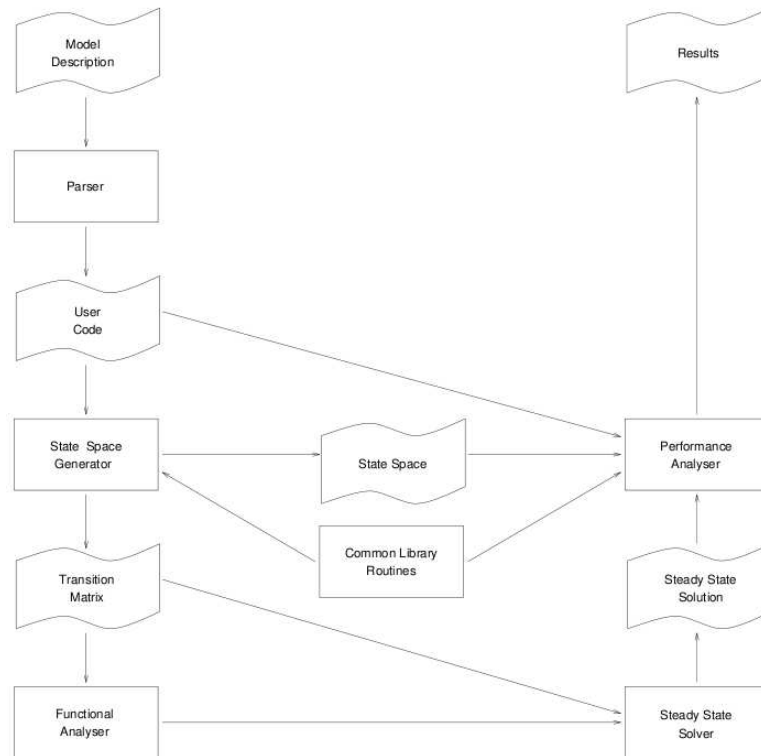 Model
Description
Results
Parser
User
Code
State Space
Generator
State Space
Performance
Analyser
Common Library
Routines
Transition
Matrix
Steady State
Solution
Functional
Analyser
Steady State
Solver